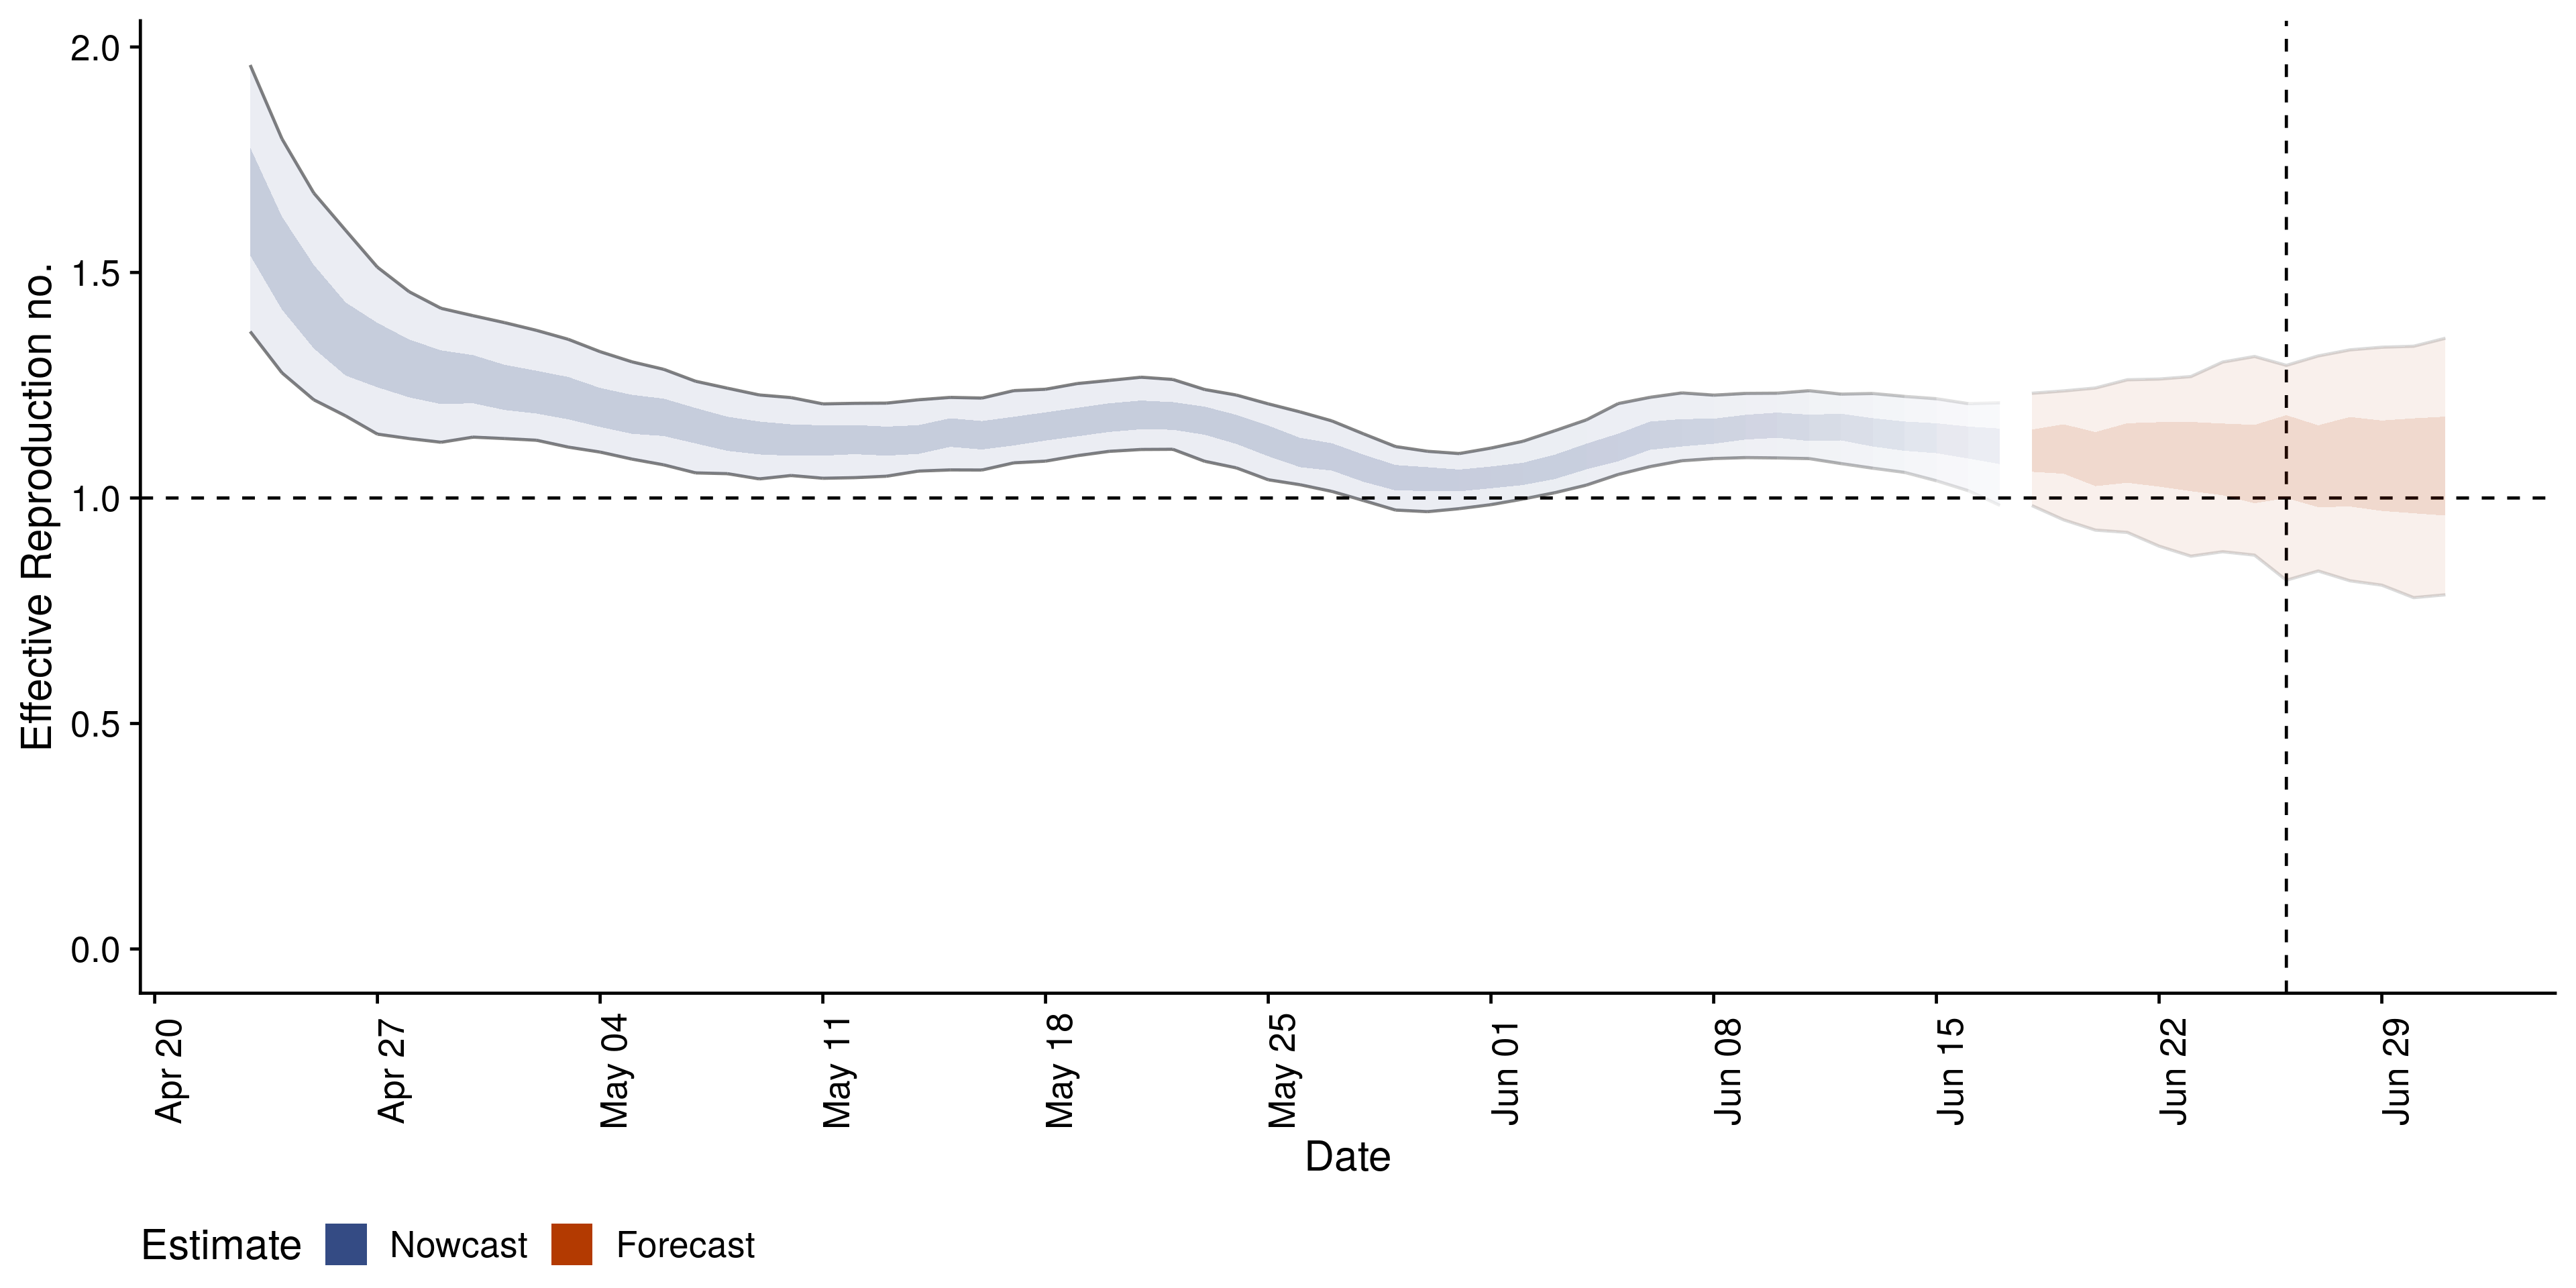 Effective Reproduction no.
2.0
1.5
1.0
0.5
0.0
Apr 20
Apr 27
May 04
May 11
May 18
May 25
Jun 01
Jun 08
Jun 15
Jun 22
Jun 29
Date
Estimate Nowcast Forecast